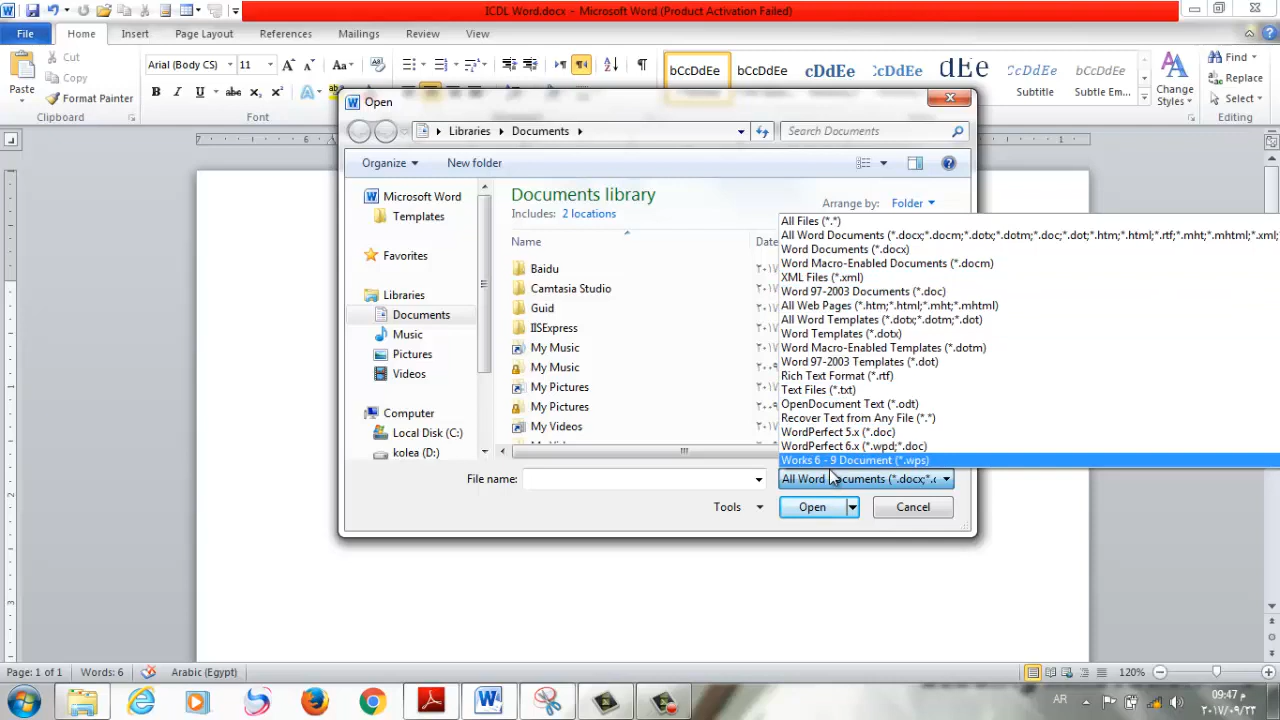 ICDL Word.docx - Microsoft Word (Product Activation Failed)
File Home Insert Page Layout References Mailings Review View
Cut
Copy
Paste
Format Painter
Clipboard
Arial (Body CS) 11
Font
bCcDdEe bCcDdEe cDdEe cDdEe dEe CcDdEe bCcDdEe
Subtitle Subtle Em...
Change Styles
Find
Replace
Select
Editing
Open
Libraries Documents
Search Documents
Organize New folder
Microsoft Word
Templates
Favorites
Libraries
Documents
Music
Pictures
Videos
Computer
Local Disk (C:)
kolea (D:)
Documents library
Includes: 2 locations
Arrange by: Folder
Name
Baidu
Camtasia Studio
Guid
IISExpress
My Music
My Music
My Pictures
My Pictures
My Videos
All Files (*.*)
All Word Documents (*.docx;*.docm;*.dotx;*.dotm;*.doc;*.dot;*.htm;*.html;*.rtf;*.mht;*.mhtml;*.xml;
Word Documents (*.docx)
Word Macro-Enabled Documents (*.docm)
XML Files (*.xml)
Word 97-2003 Documents (*.doc)
All Web Pages (*.htm;*.html;*.mht;*.mhtml)
All Word Templates (*.dotx;*.dotm;*.dot)
Word Templates (*.dotx)
Word Macro-Enabled Templates (*.dotm)
Word 97-2003 Templates (*.dot)
Rich Text Format (*.rtf)
Text Files (*.txt)
OpenDocument Text (*.odt)
Recover Text from Any File (*.*)
WordPerfect 5.x (*.doc)
WordPerfect 6.x (*.wpd;*.doc)
Works 6 - 9 Document (*.wps)
File name:
All Word Documents (*.docx;*.
Tools Open Cancel
Page: 1 of 1 Words: 6 Arabic (Egypt) 120%
AR
09:47 م
٢٠١٧/٠٩/٢٣